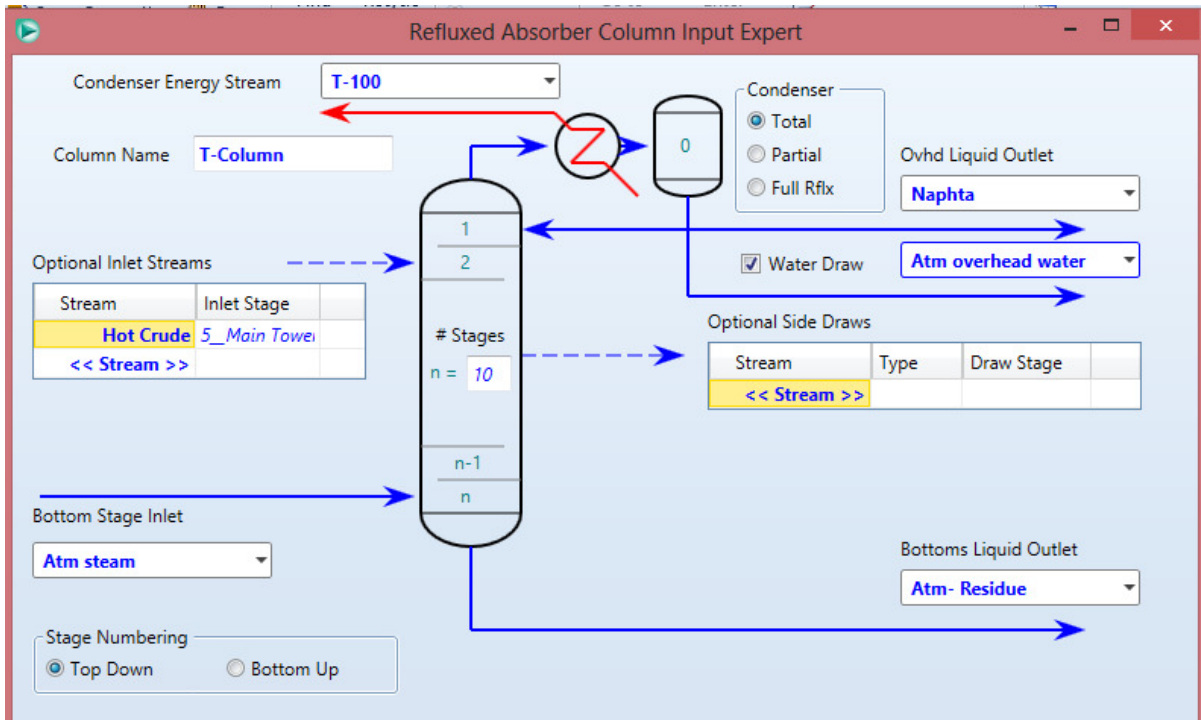 Refluxed Absorber Column Input Expert
Condenser Energy Stream
T-100
Column Name
T-Column
0
Condenser
Total
Partial
Full Rflx
Ovhd Liquid Outlet
Naphta
1
2
Water Draw
Atm overhead water
Optional Inlet Streams
Stream Inlet Stage
Hot Crude 5__Main Tower
<< Stream >>
# Stages
n = 10
Optional Side Draws
Stream Type Draw Stage
<< Stream >>
n-1
n
Bottom Stage Inlet
Atm steam
Bottoms Liquid Outlet
Atm- Residue
Stage Numbering
Top Down Bottom Up